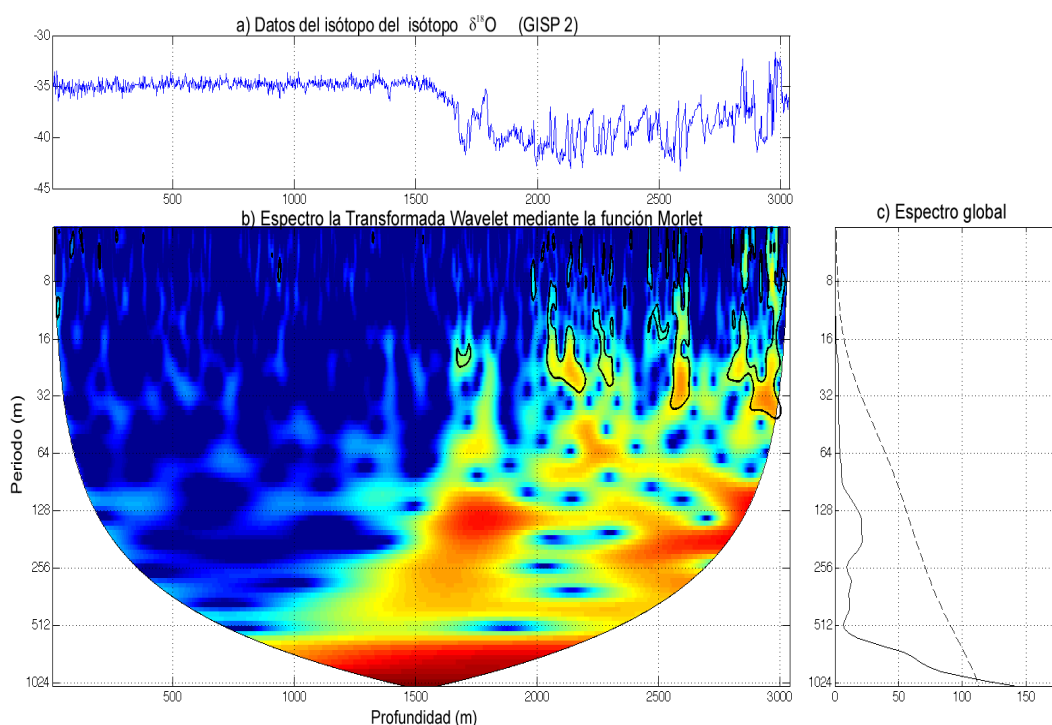 a) Datos del isótopo del isótopo δ¹⁸O (GISP 2)
-30
-35
-40
-45
500 1000 1500 2000 2500 3000
b) Espectro la Transformada Wavelet mediante la función Morlet
Periodo (m)
8
16
32
64
128
256
512
1024
500 1000 1500 2000 2500 3000
Profundidad (m)
c) Espectro global
8
16
32
64
128
256
512
1024
0 50 100 150